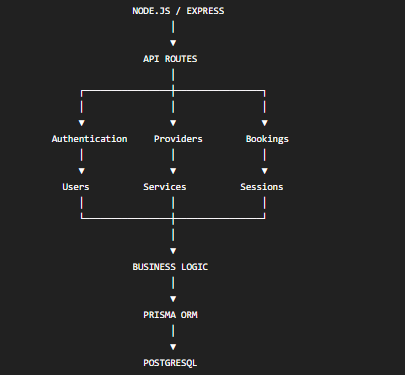 NODE.JS / EXPRESS
API ROUTES
Authentication Providers Bookings
Users Services Sessions
BUSINESS LOGIC
PRISMA ORM
POSTGRESQL